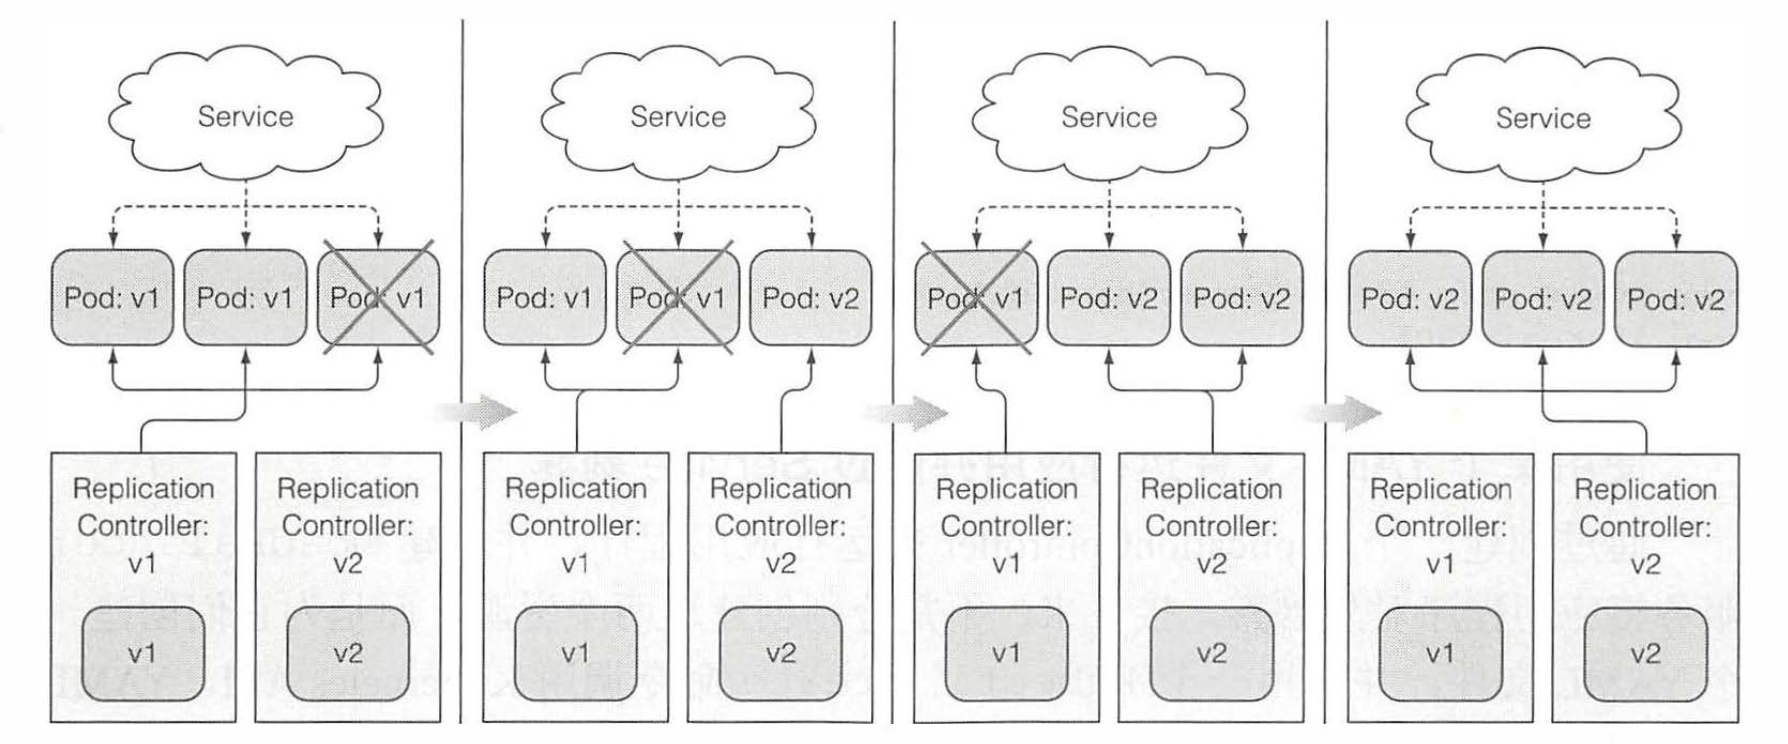 Service
Pod: v1
Pod: v1
Pod: v1
Replication
Controller:
v1
v1
Replication
Controller:
v2
v2
Service
Pod: v1
Pod: v1
Pod: v2
Replication
Controller:
v1
v1
Replication
Controller:
v2
v2
Service
Pod: v1
Pod: v2
Pod: v2
Replication
Controller:
v1
v1
Replication
Controller:
v2
v2
Service
Pod: v2
Pod: v2
Pod: v2
Replication
Controller:
v1
v1
Replication
Controller:
v2
v2